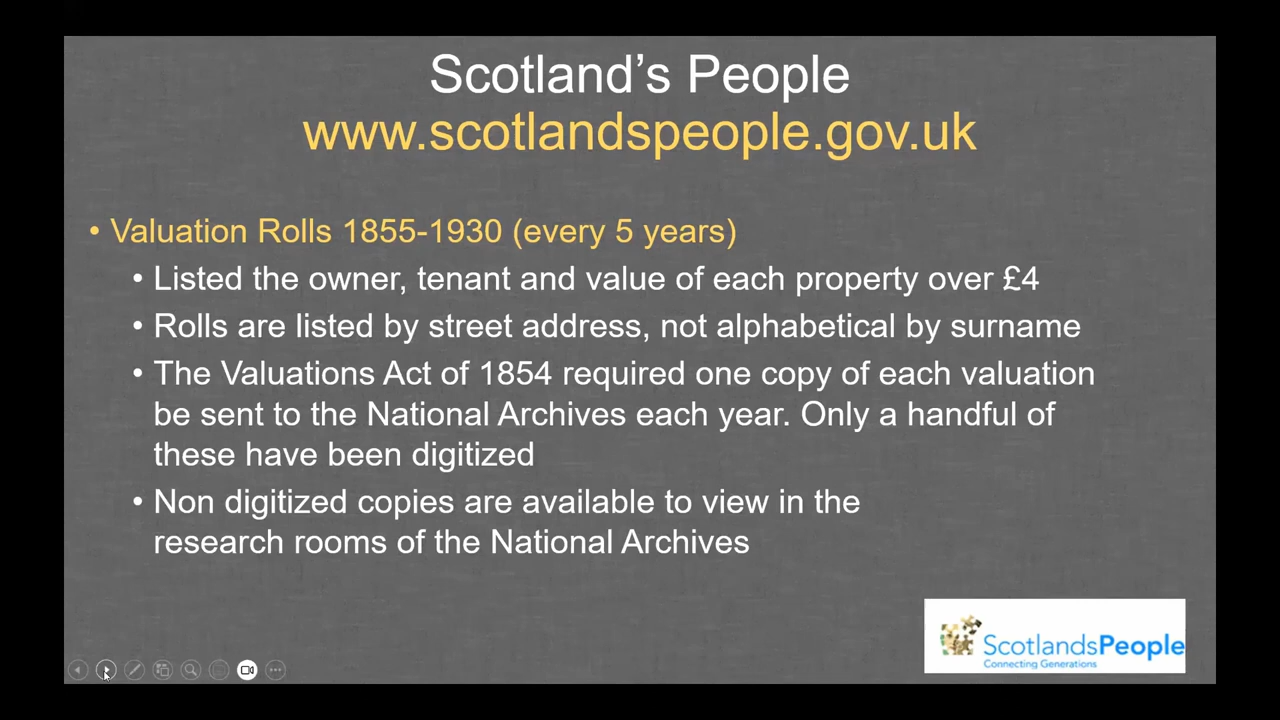 Scotland’s People
www.scotlandspeople.gov.uk
• Valuation Rolls 1855-1930 (every 5 years)
• Listed the owner, tenant and value of each property over £4
• Rolls are listed by street address, not alphabetical by surname
• The Valuations Act of 1854 required one copy of each valuation
be sent to the National Archives each year. Only a handful of
these have been digitized
• Non digitized copies are available to view in the
research rooms of the National Archives
ScotlandsPeople
Connecting Generations